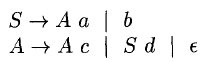 S → A a | b
A → A c | S d | ϵ